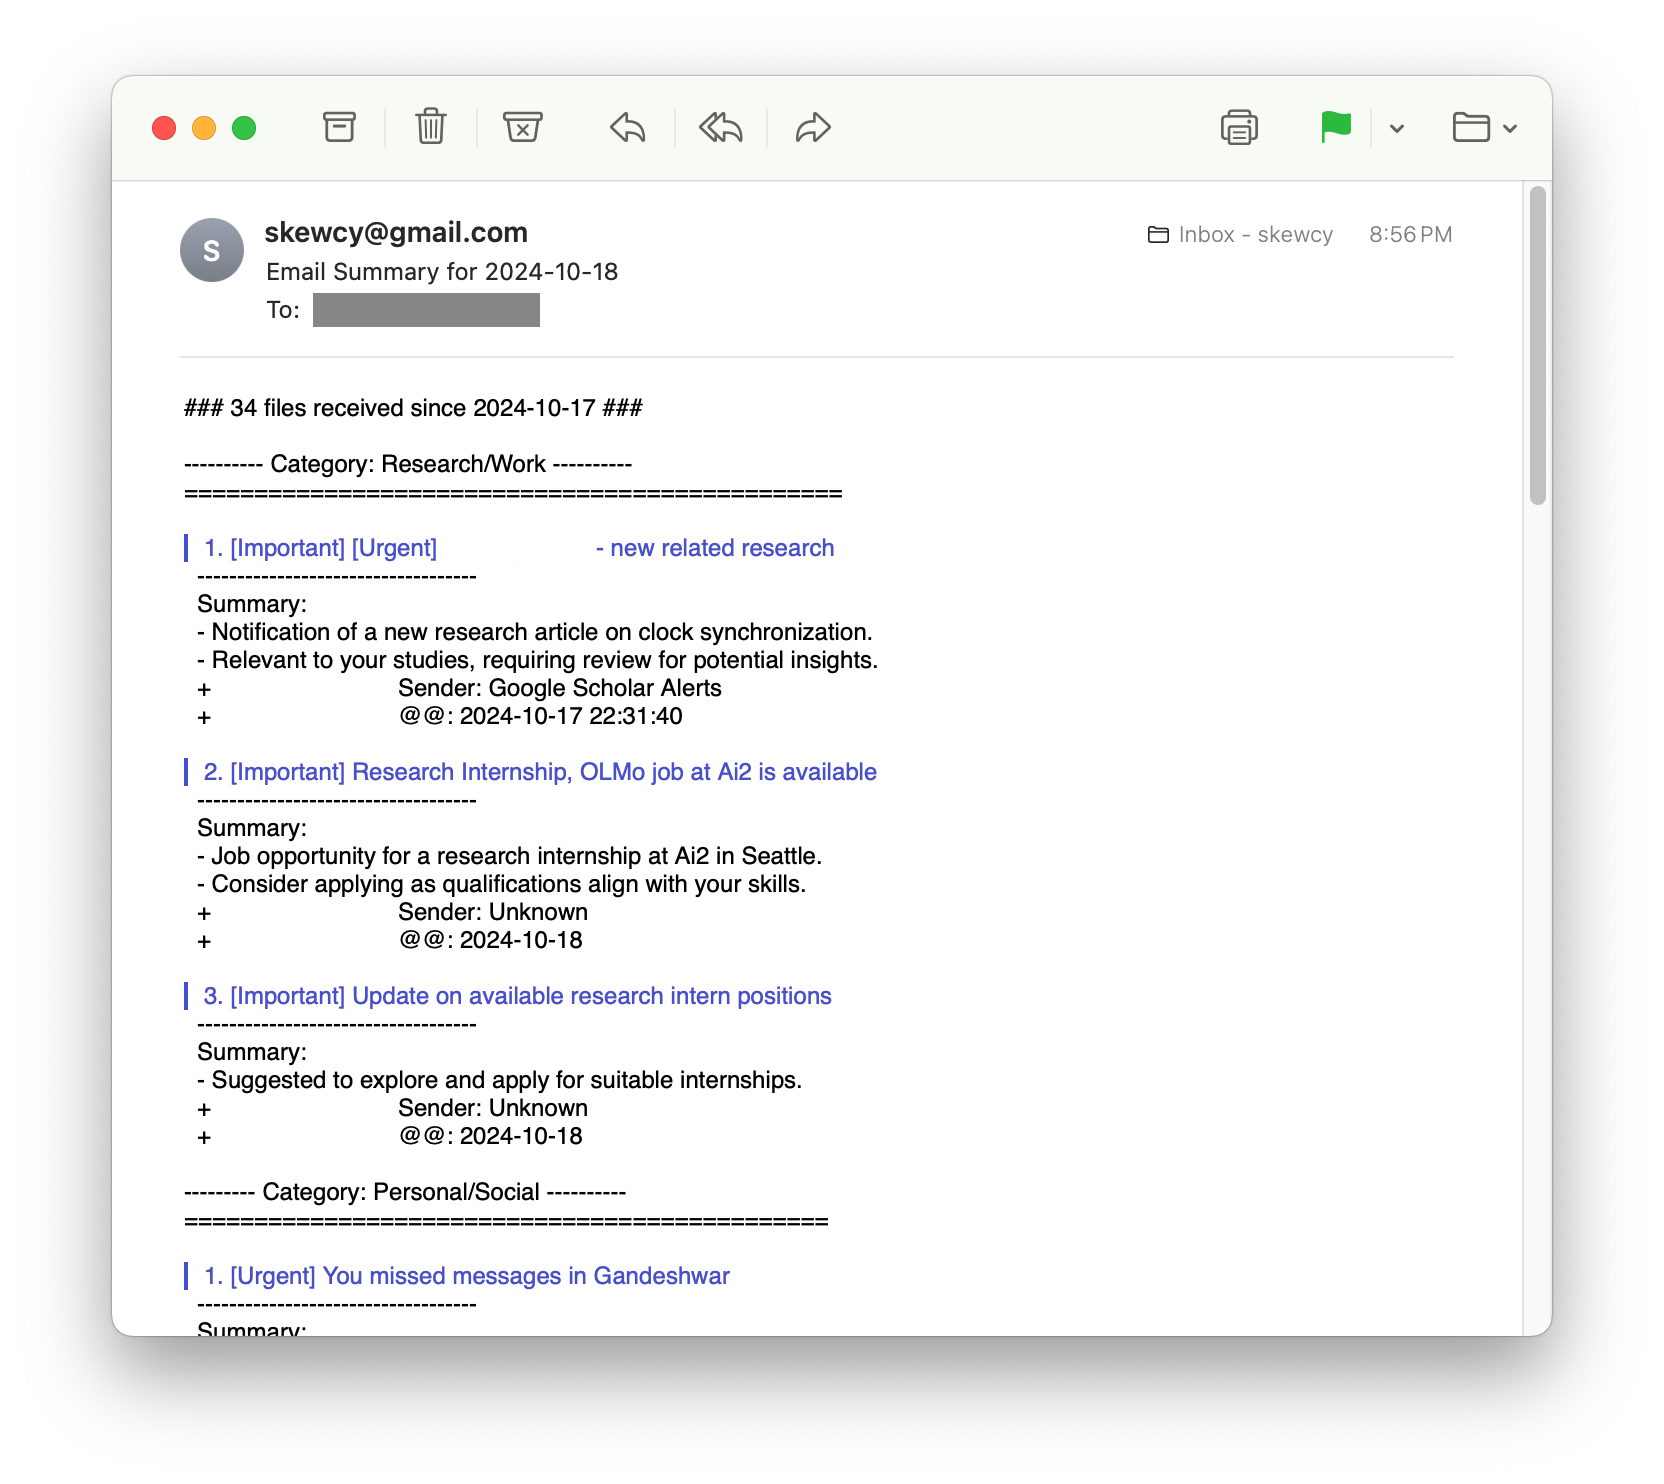 S
skewcy@gmail.com
Inbox - skewcy 8:56 PM
Email Summary for 2024-10-18
To:
### 34 files received since 2024-10-17 ###
---------- Category: Research/Work ----------
===============================================
1. [Important] [Urgent] - new related research
-----------------------------------
Summary:
- Notification of a new research article on clock synchronization.
- Relevant to your studies, requiring review for potential insights.
+ Sender: Google Scholar Alerts
+ @@: 2024-10-17 22:31:40
2. [Important] Research Internship, OLMo job at Ai2 is available
-----------------------------------
Summary:
- Job opportunity for a research internship at Ai2 in Seattle.
- Consider applying as qualifications align with your skills.
+ Sender: Unknown
+ @@: 2024-10-18
3. [Important] Update on available research intern positions
-----------------------------------
Summary:
- Suggested to explore and apply for suitable internships.
+ Sender: Unknown
+ @@: 2024-10-18
--------- Category: Personal/Social ----------
==============================================
1. [Urgent] You missed messages in Gandeshwar
-----------------------------------
Summary: